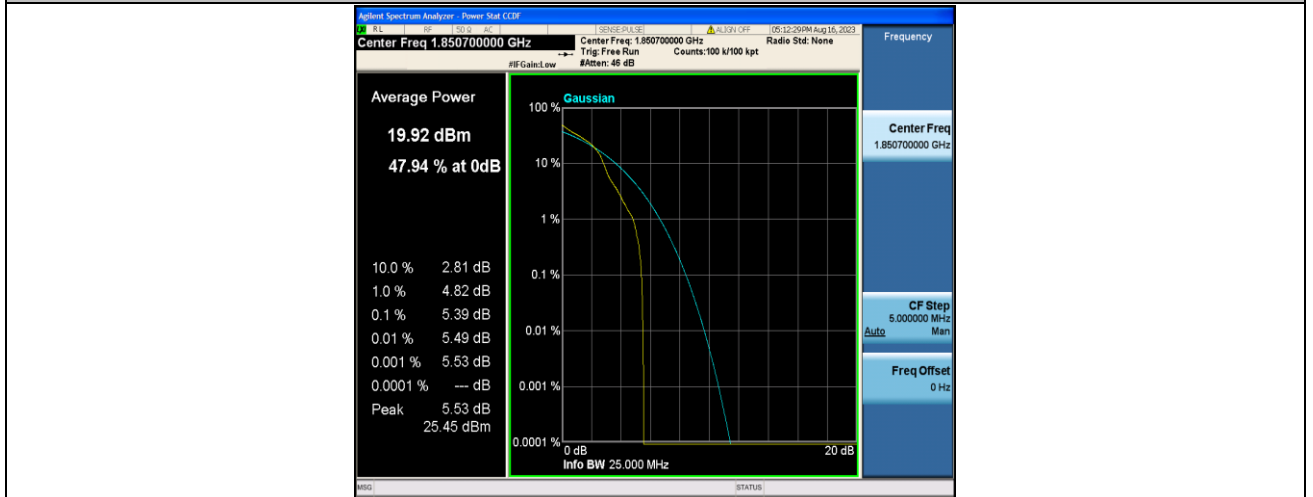 Agilent Spectrum Analyzer - Power Stat CCDF
RL RF 50 Ω AC SENSE:PULSE ALIGN OFF 05:12:29 PM Aug 16, 2023
Center Freq 1.850700000 GHz
Center Freq: 1.850700000 GHz Radio Std: None
Trig: Free Run Counts:100 k/100 kpt
#IFGain:Low #Atten: 46 dB
Frequency
Average Power
19.92 dBm
47.94 % at 0dB
10.0 % 2.81 dB
1.0 % 4.82 dB
0.1 % 5.39 dB
0.01 % 5.49 dB
0.001 % 5.53 dB
0.0001 % --- dB
Peak 5.53 dB
25.45 dBm
Gaussian
100 %
10 %
1 %
0.1 %
0.01 %
0.001 %
0.0001 %
0 dB 20 dB
Info BW 25.000 MHz
Center Freq
1.850700000 GHz
CF Step
5.000000 MHz
Auto Man
Freq Offset
0 Hz
MSG STATUS